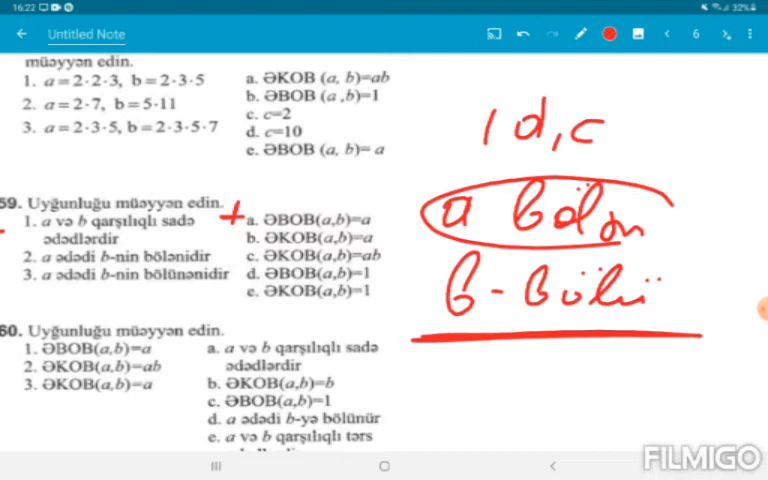 16:22
32%
Untitled Note
6
müəyyən edin.
1. a=2·2·3, b=2·3·5
2. a=2·7, b=5·11
3. a=2·3·5, b=2·3·5·7
a. ƏKOB (a, b)=ab
b. ƏBOB (a ,b)=1
c. c=2
d. c=10
e. ƏBOB (a, b)= a
59. Uyğunluğu müəyyən edin.
1. a və b qarşılıqlı sadə
ədədlərdir
2. a ədədi b-nin bölənidir
3. a ədədi b-nin bölünənidir
a. ƏBOB(a,b)=a
b. ƏKOB(a,b)=a
c. ƏKOB(a,b)=ab
d. ƏBOB(a,b)=1
e. ƏKOB(a,b)=1
60. Uyğunluğu müəyyən edin.
1. ƏBOB(a,b)=a
2. ƏKOB(a,b)=ab
3. ƏKOB(a,b)=a
a. a və b qarşılıqlı sadə
ədədlərdir
b. ƏKOB(a,b)=b
c. ƏBOB(a,b)=1
d. a ədədi b-yə bölünür
e. a və b qarşılıqlı tərs
1 d, c
a bölən
b - bölü
FILMIGO